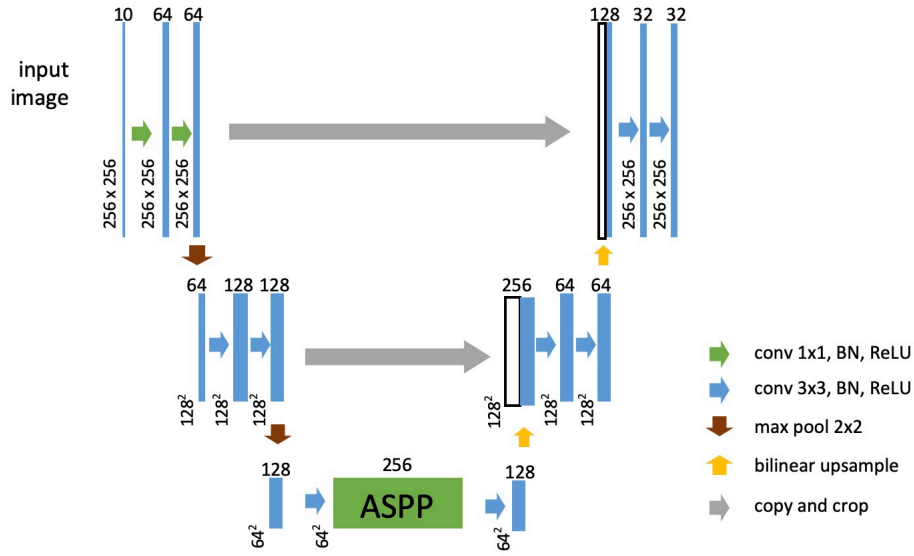 10 64 64
128 32 32
input
image
256 x 256
256 x 256
256 x 256
256 x 256
256 x 256
64 128 128
256 64 64
128²
128²
128²
128²
128²
128²
128
256
128
ASPP
64²
64²
64²
conv 1x1, BN, ReLU
conv 3x3, BN, ReLU
max pool 2x2
bilinear upsample
copy and crop